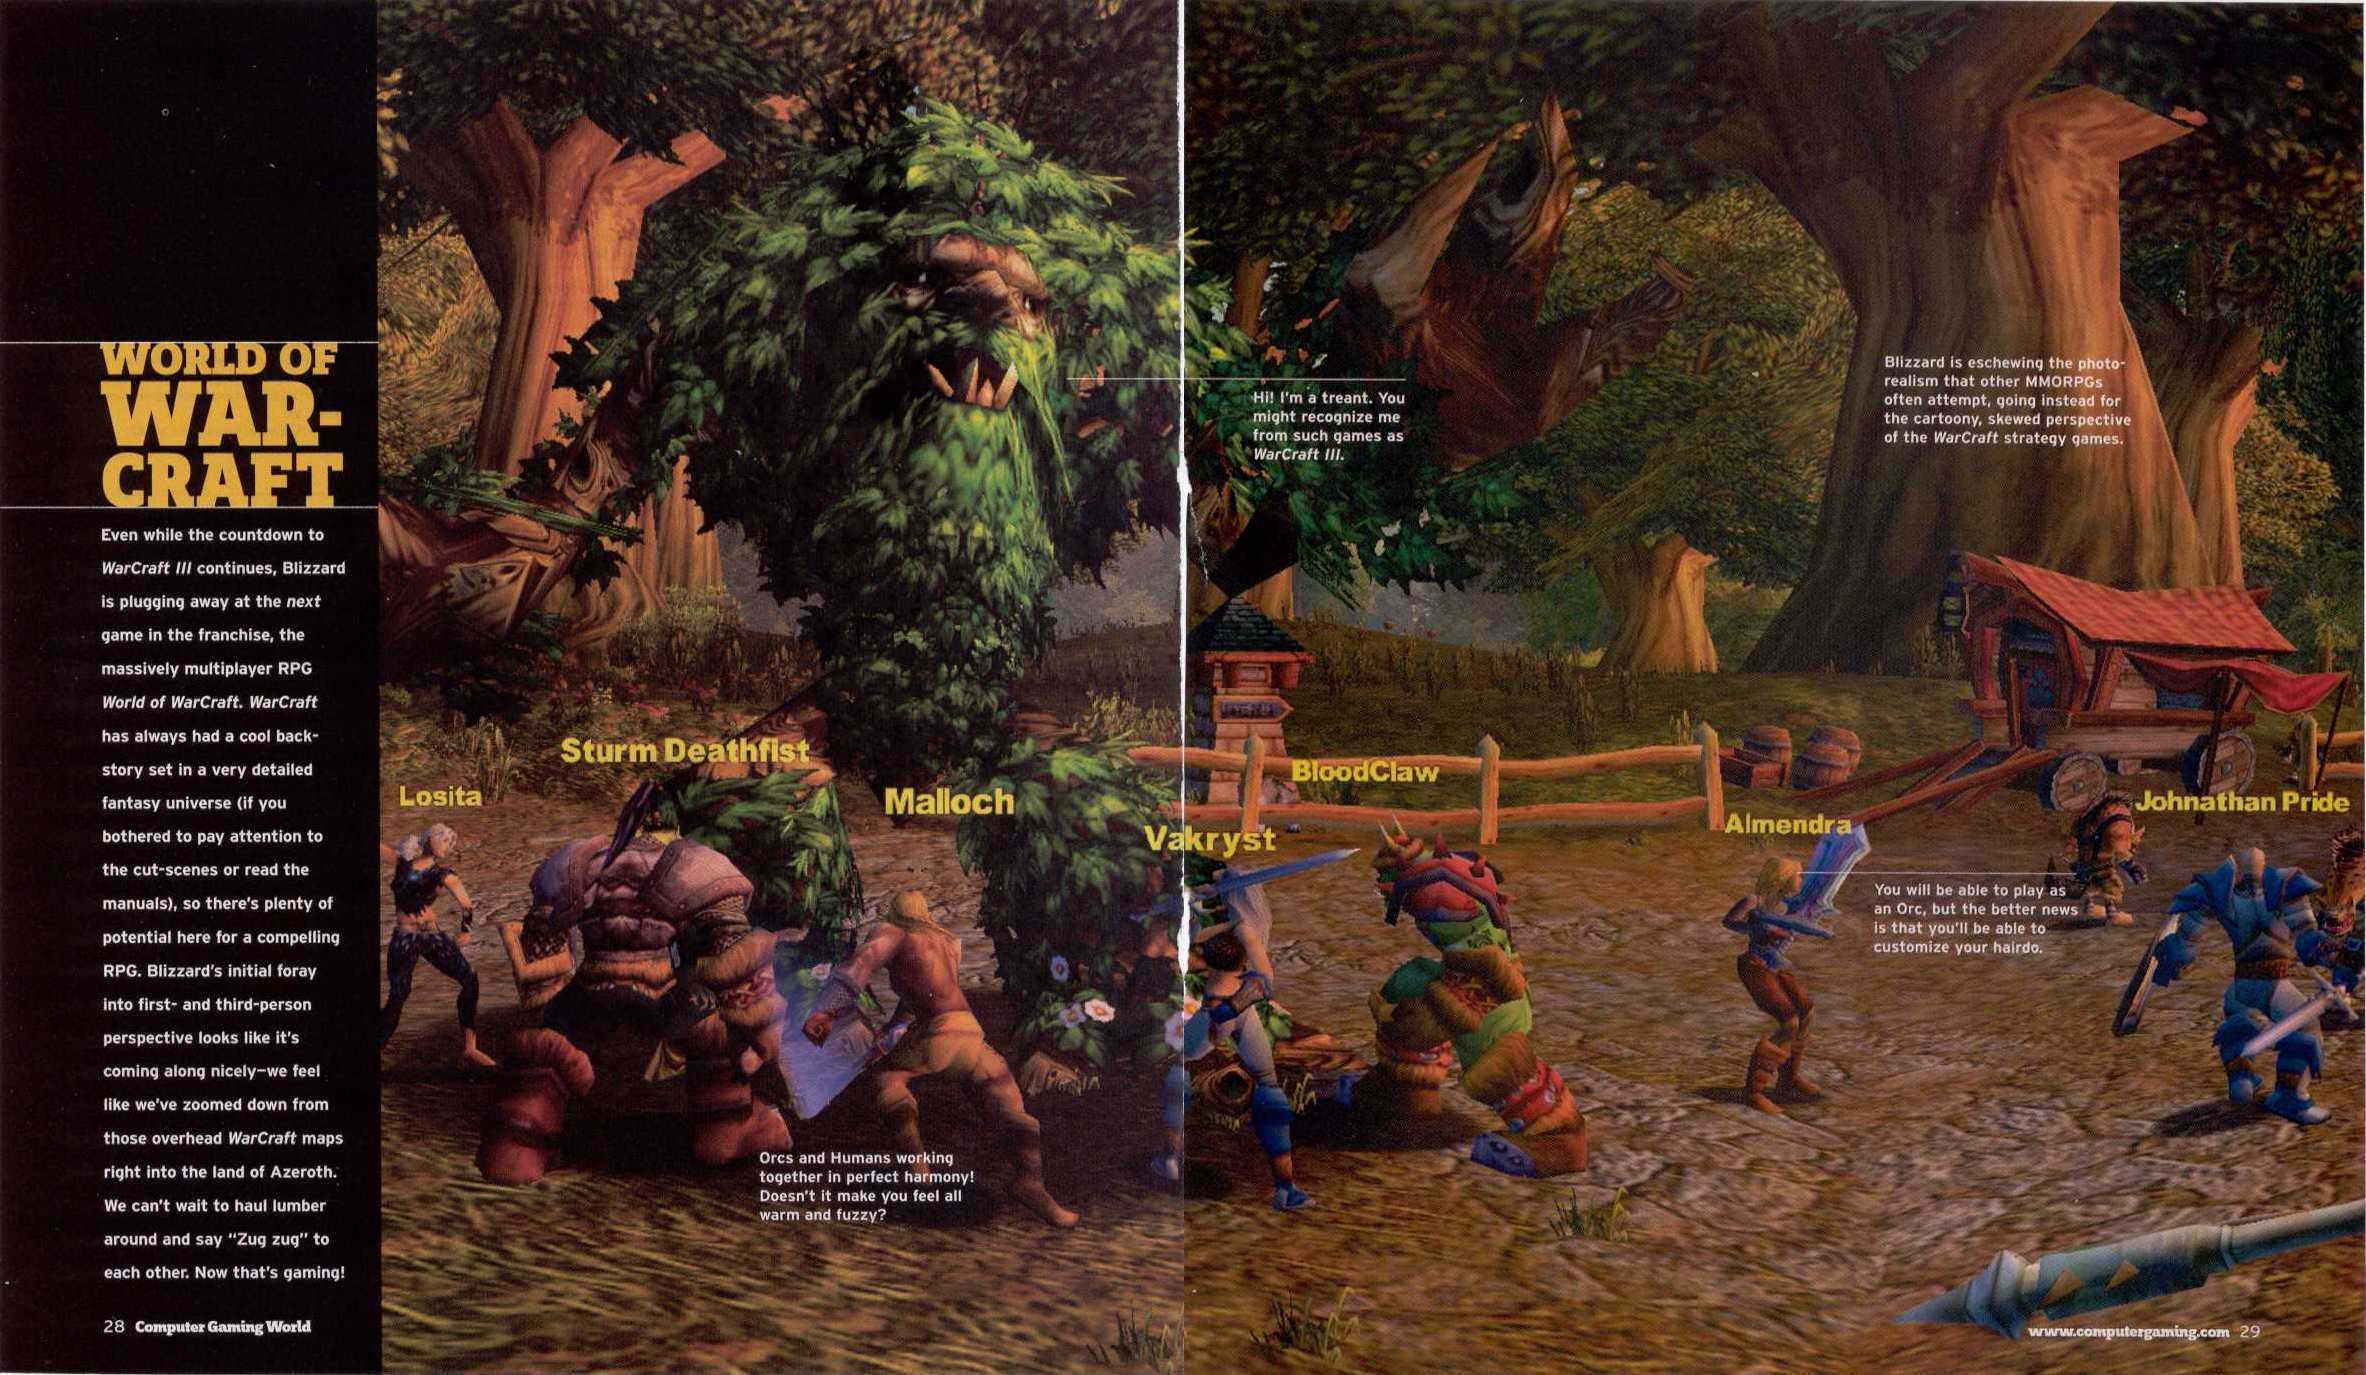 WORLD OF
WAR-
CRAFT
Even while the countdown to
WarCraft III continues, Blizzard
is plugging away at the next
game in the franchise, the
massively multiplayer RPG
World of WarCraft. WarCraft
has always had a cool back-
story set in a very detailed
fantasy universe (if you
bothered to pay attention to
the cut-scenes or read the
manuals), so there's plenty of
potential here for a compelling
RPG. Blizzard's initial foray
into first- and third-person
perspective looks like it's
coming along nicely—we feel
like we've zoomed down from
those overhead WarCraft maps
right into the land of Azeroth.
We can't wait to haul lumber
around and say “Zug zug” to
each other. Now that's gaming!
28 Computer Gaming World
Losita
Sturm Deathfist
Malloch
Orcs and Humans working
together in perfect harmony!
Doesn't it make you feel all
warm and fuzzy?
Hi! I'm a treant. You
might recognize me
from such games as
WarCraft III.
Blizzard is eschewing the photo-
realism that other MMORPGs
often attempt, going instead for
the cartoony, skewed perspective
of the WarCraft strategy games.
Vakryst
BloodClaw
Almendra
Johnathan Pride
You will be able to play as
an Orc, but the better news
is that you'll be able to
customize your hairdo.
www.computergaming.com 29